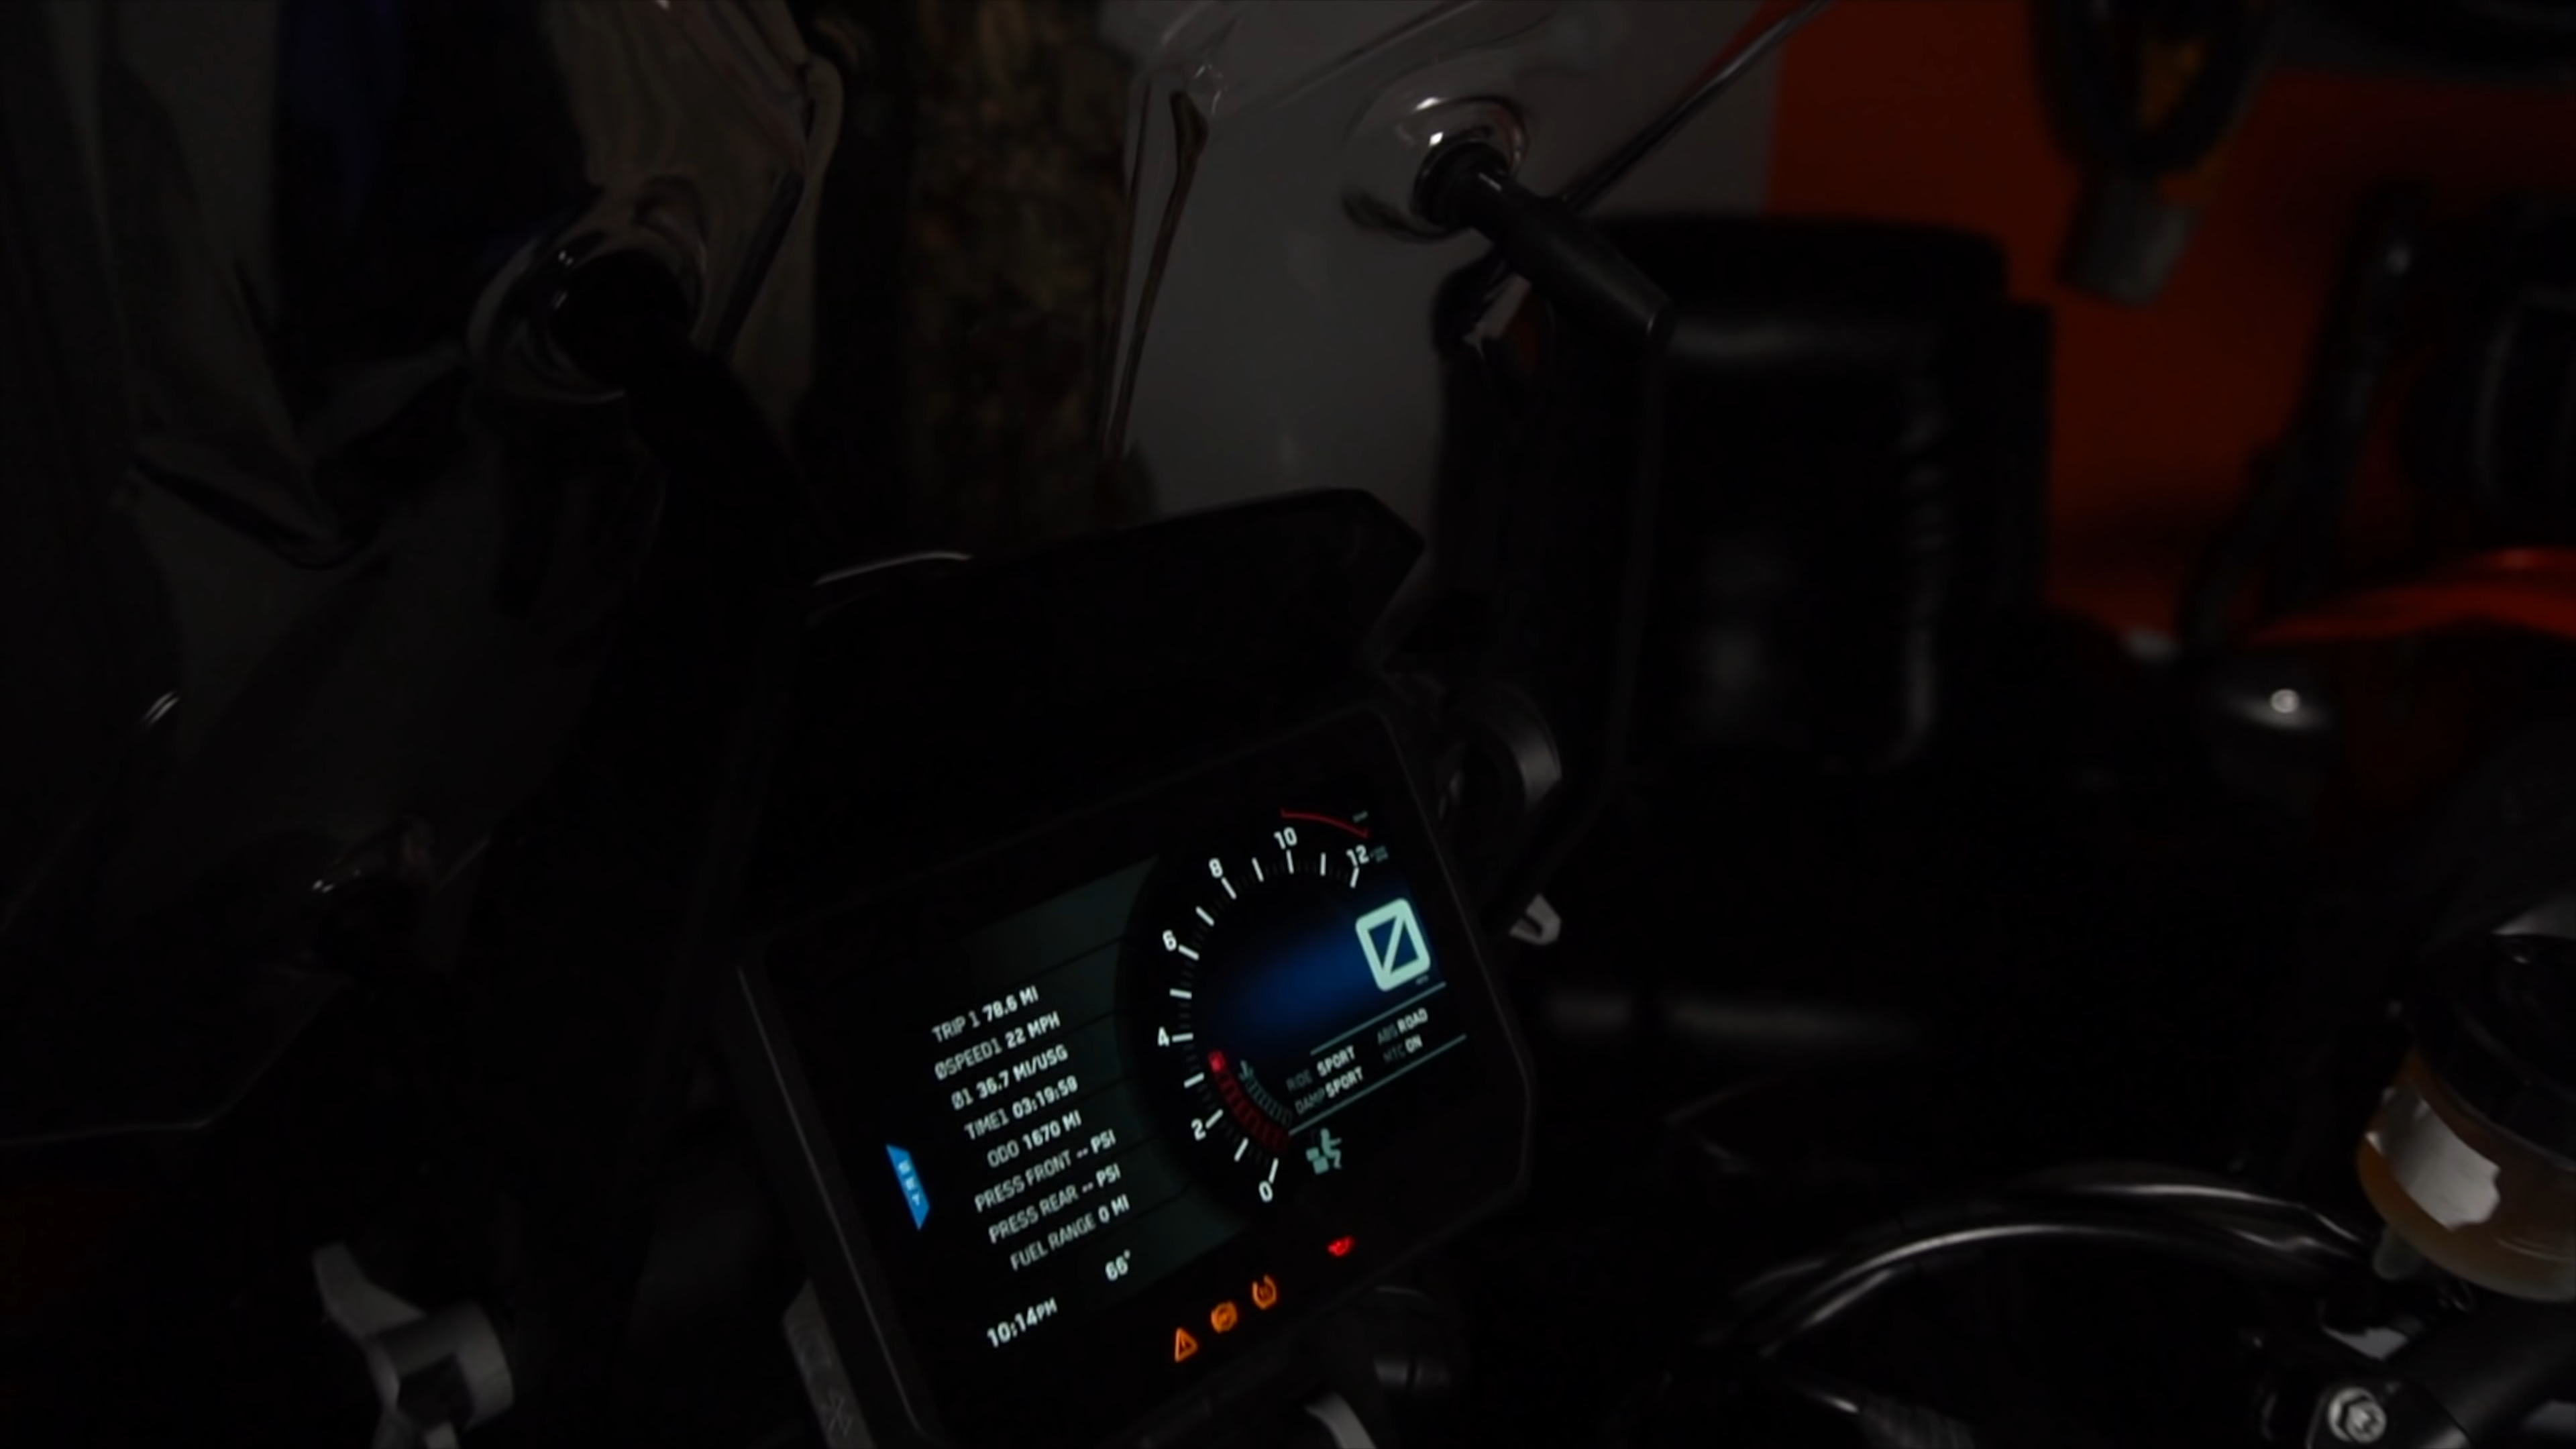 TRIP 1 78.6 MI
ØSPEED1 22 MPH
Ø1 36.7 MI/USG
TIME1 03:19:59
ODO 1670 MI
PRESS FRONT -- PSI
PRESS REAR -- PSI
FUEL RANGE 0 MI
66°
10:14PM
12
10
8
6
4
2
0
RIDE SPORT ABS ROAD
DAMP SPORT MTC ON